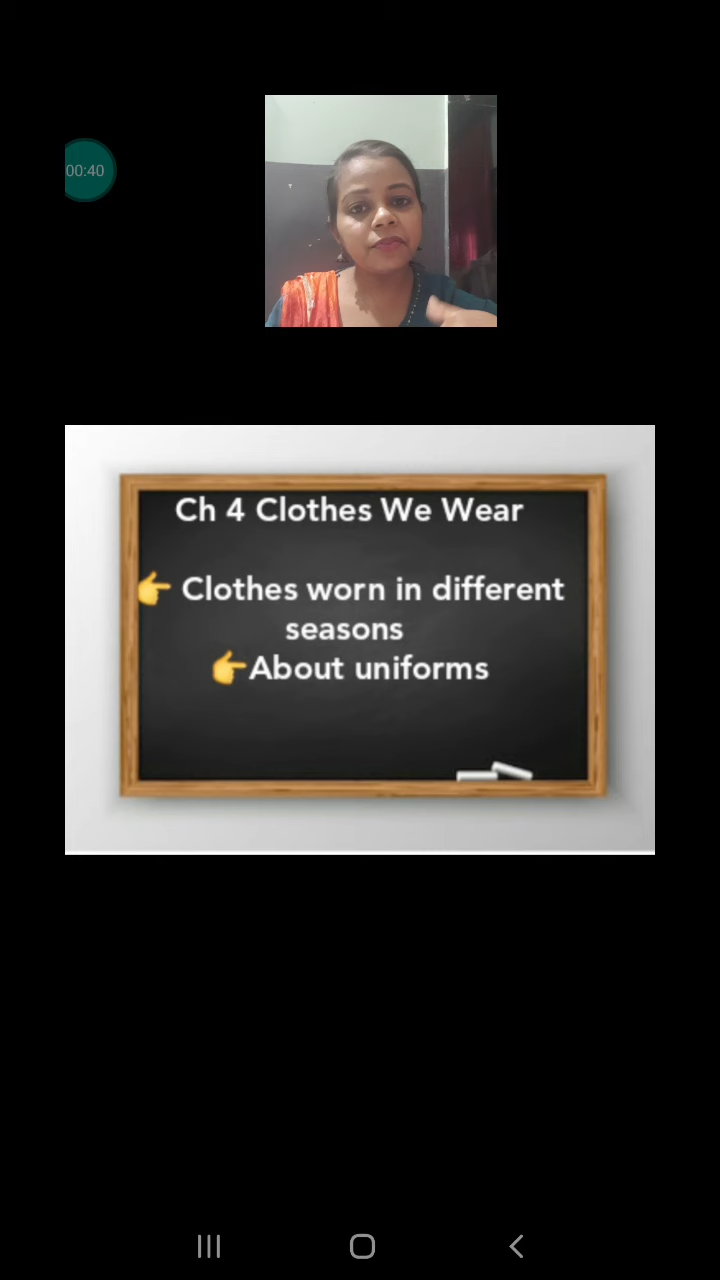 00:40
Ch 4 Clothes We Wear
👉 Clothes worn in different
seasons
👉About uniforms